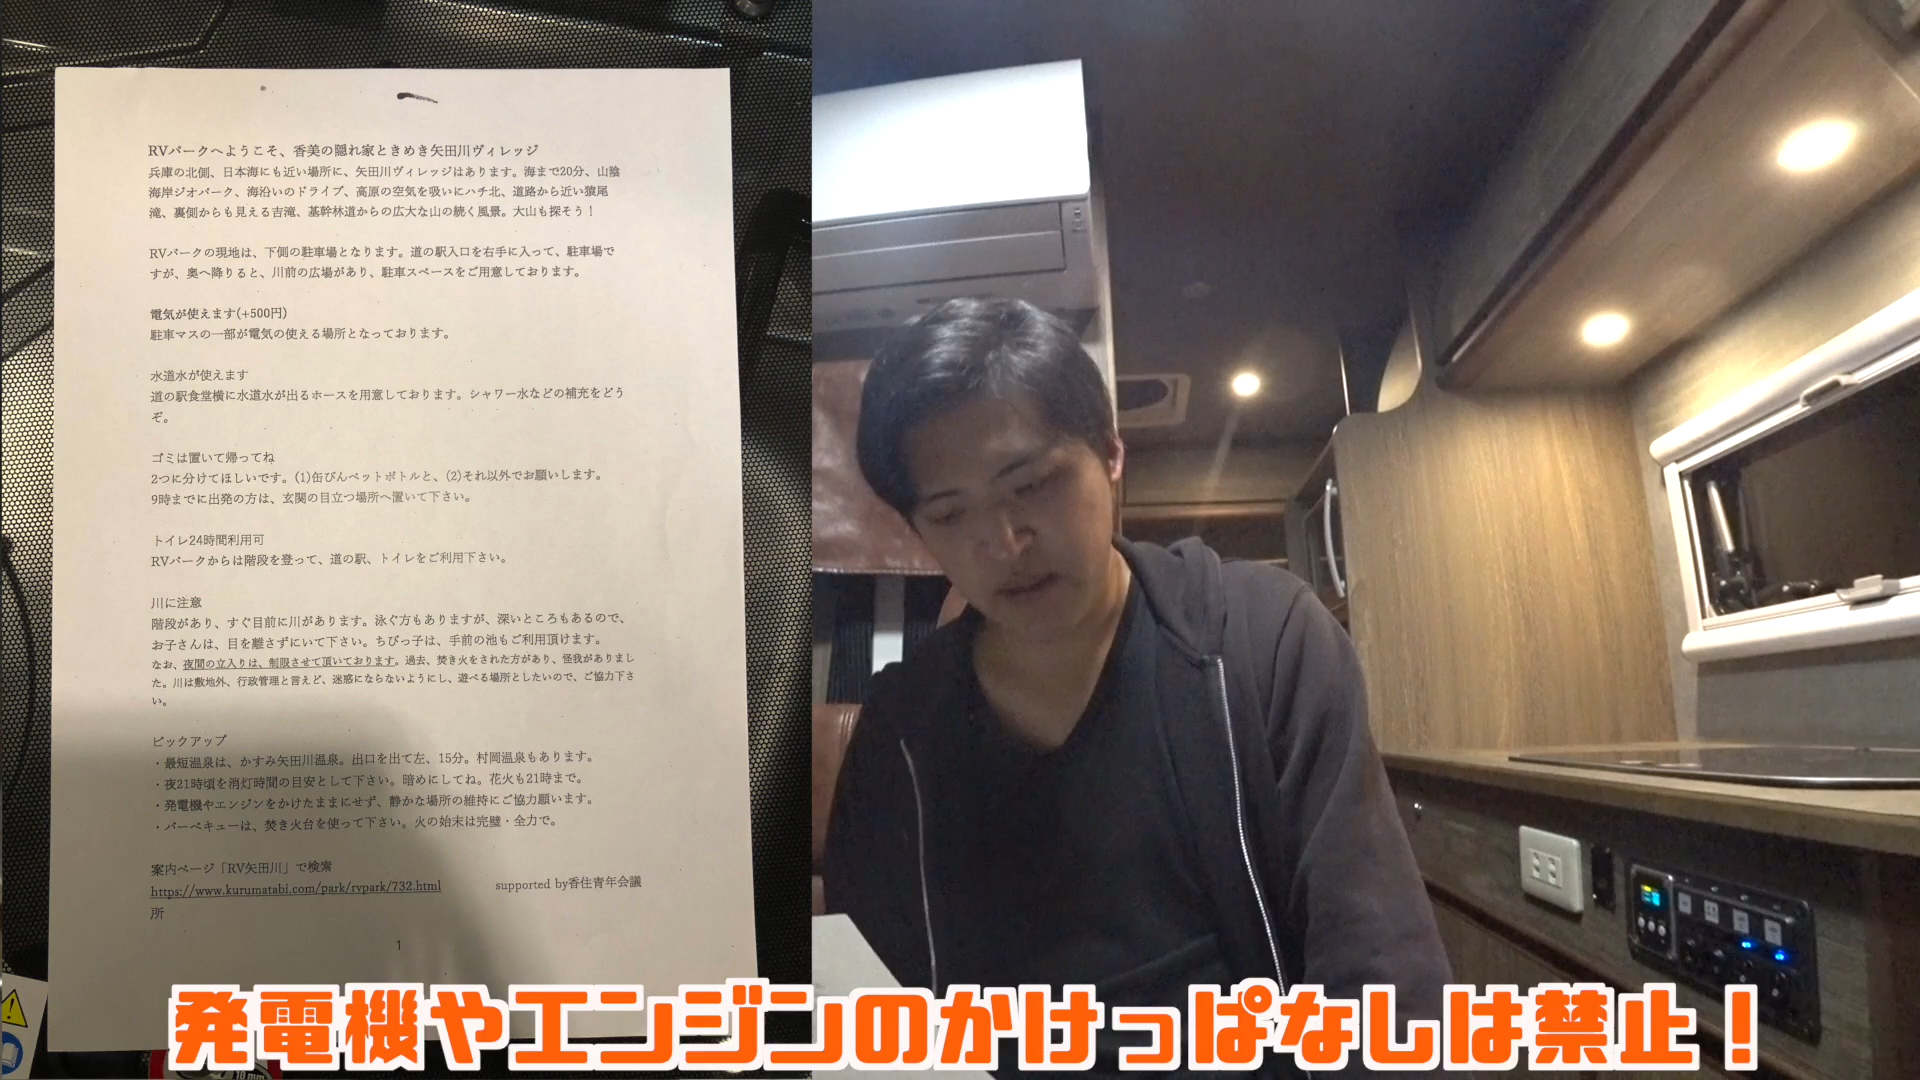 RVパークへようこそ、香美の隠れ家ときめき矢田川ヴィレッジ
兵庫の北側、日本海にも近い場所に、矢田川ヴィレッジはあります。海まで20分、山陰
海岸ジオパーク、海沿いのドライブ、高原の空気を吸いにハチ北、道路から近い猿尾
滝、裏側からも見える吉滝、基幹林道からの広大な山の続く風景。大山も探そう！
RVパークの現地は、下側の駐車場となります。道の駅入口を右手に入って、駐車場で
すが、奥へ降りると、川前の広場があり、駐車スペースをご用意しております。
電気が使えます(+500円)
駐車マスの一部が電気の使える場所となっております。
水道水が使えます
道の駅食堂横に水道水が出るホースを用意しております。シャワー水などの補充をどう
ぞ。
ゴミは置いて帰ってね
2つに分けてほしいです。(1)缶びんペットボトルと、(2)それ以外でお願いします。
9時までに出発の方は、玄関の目立つ場所へ置いて下さい。
トイレ24時間利用可
RVパークからは階段を登って、道の駅、トイレをご利用下さい。
川に注意
階段があり、すぐ目前に川があります。泳ぐ方もありますが、深いところもあるので、
お子さんは、目を離さずにいて下さい。ちびっ子は、手前の池もご利用頂けます。
なお、夜間の立入りは、制限させて頂いております。過去、焚き火をされた方があり、怪我がありまし
た。川は敷地外、行政管理と言えど、迷惑にならないようにし、遊べる場所としたいので、ご協力下さ
い。
ピックアップ
・最短温泉は、かすみ矢田川温泉。出口を出て左、15分。村岡温泉もあります。
・夜21時頃を消灯時間の目安として下さい。暗めにしてね。花火も21時まで。
・発電機やエンジンをかけたままにせず、静かな場所の維持にご協力願います。
・バーベキューは、焚き火台を使って下さい。火の始末は完璧・全力で。
案内ページ「RV矢田川」で検索
https://www.kurumatabi.com/park/rvpark/732.html supported by香住青年会議
所
1
10 mm
発電機やエンジンのかけっぱなしは禁止！